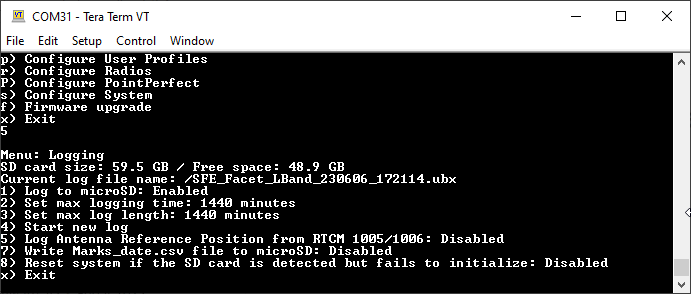 COM31 - Tera Term VT
File Edit Setup Control Window
p) Configure User Profiles
r) Configure Radios
P) Configure PointPerfect
s) Configure System
f) Firmware upgrade
x) Exit
5
Menu: Logging
SD card size: 59.5 GB / Free space: 48.9 GB
Current log file name: /SFE_Facet_LBand_230606_172114.ubx
1) Log to microSD: Enabled
2) Set max logging time: 1440 minutes
3) Set max log length: 1440 minutes
4) Start new log
5) Log Antenna Reference Position from RTCM 1005/1006: Disabled
7) Write Marks_date.csv file to microSD: Disabled
8) Reset system if the SD card is detected but fails to initialize: Disabled
x) Exit